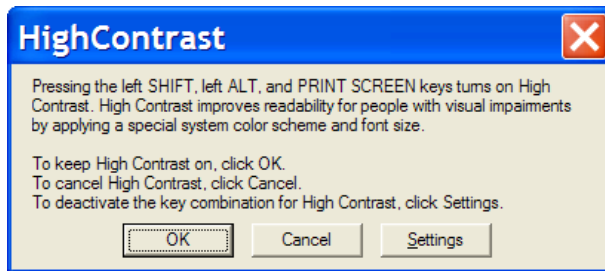 HighContrast
Pressing the left SHIFT, left ALT, and PRINT SCREEN keys turns on High
Contrast. High Contrast improves readability for people with visual impairments
by applying a special system color scheme and font size.
To keep High Contrast on, click OK.
To cancel High Contrast, click Cancel.
To deactivate the key combination for High Contrast, click Settings.
OK Cancel Settings